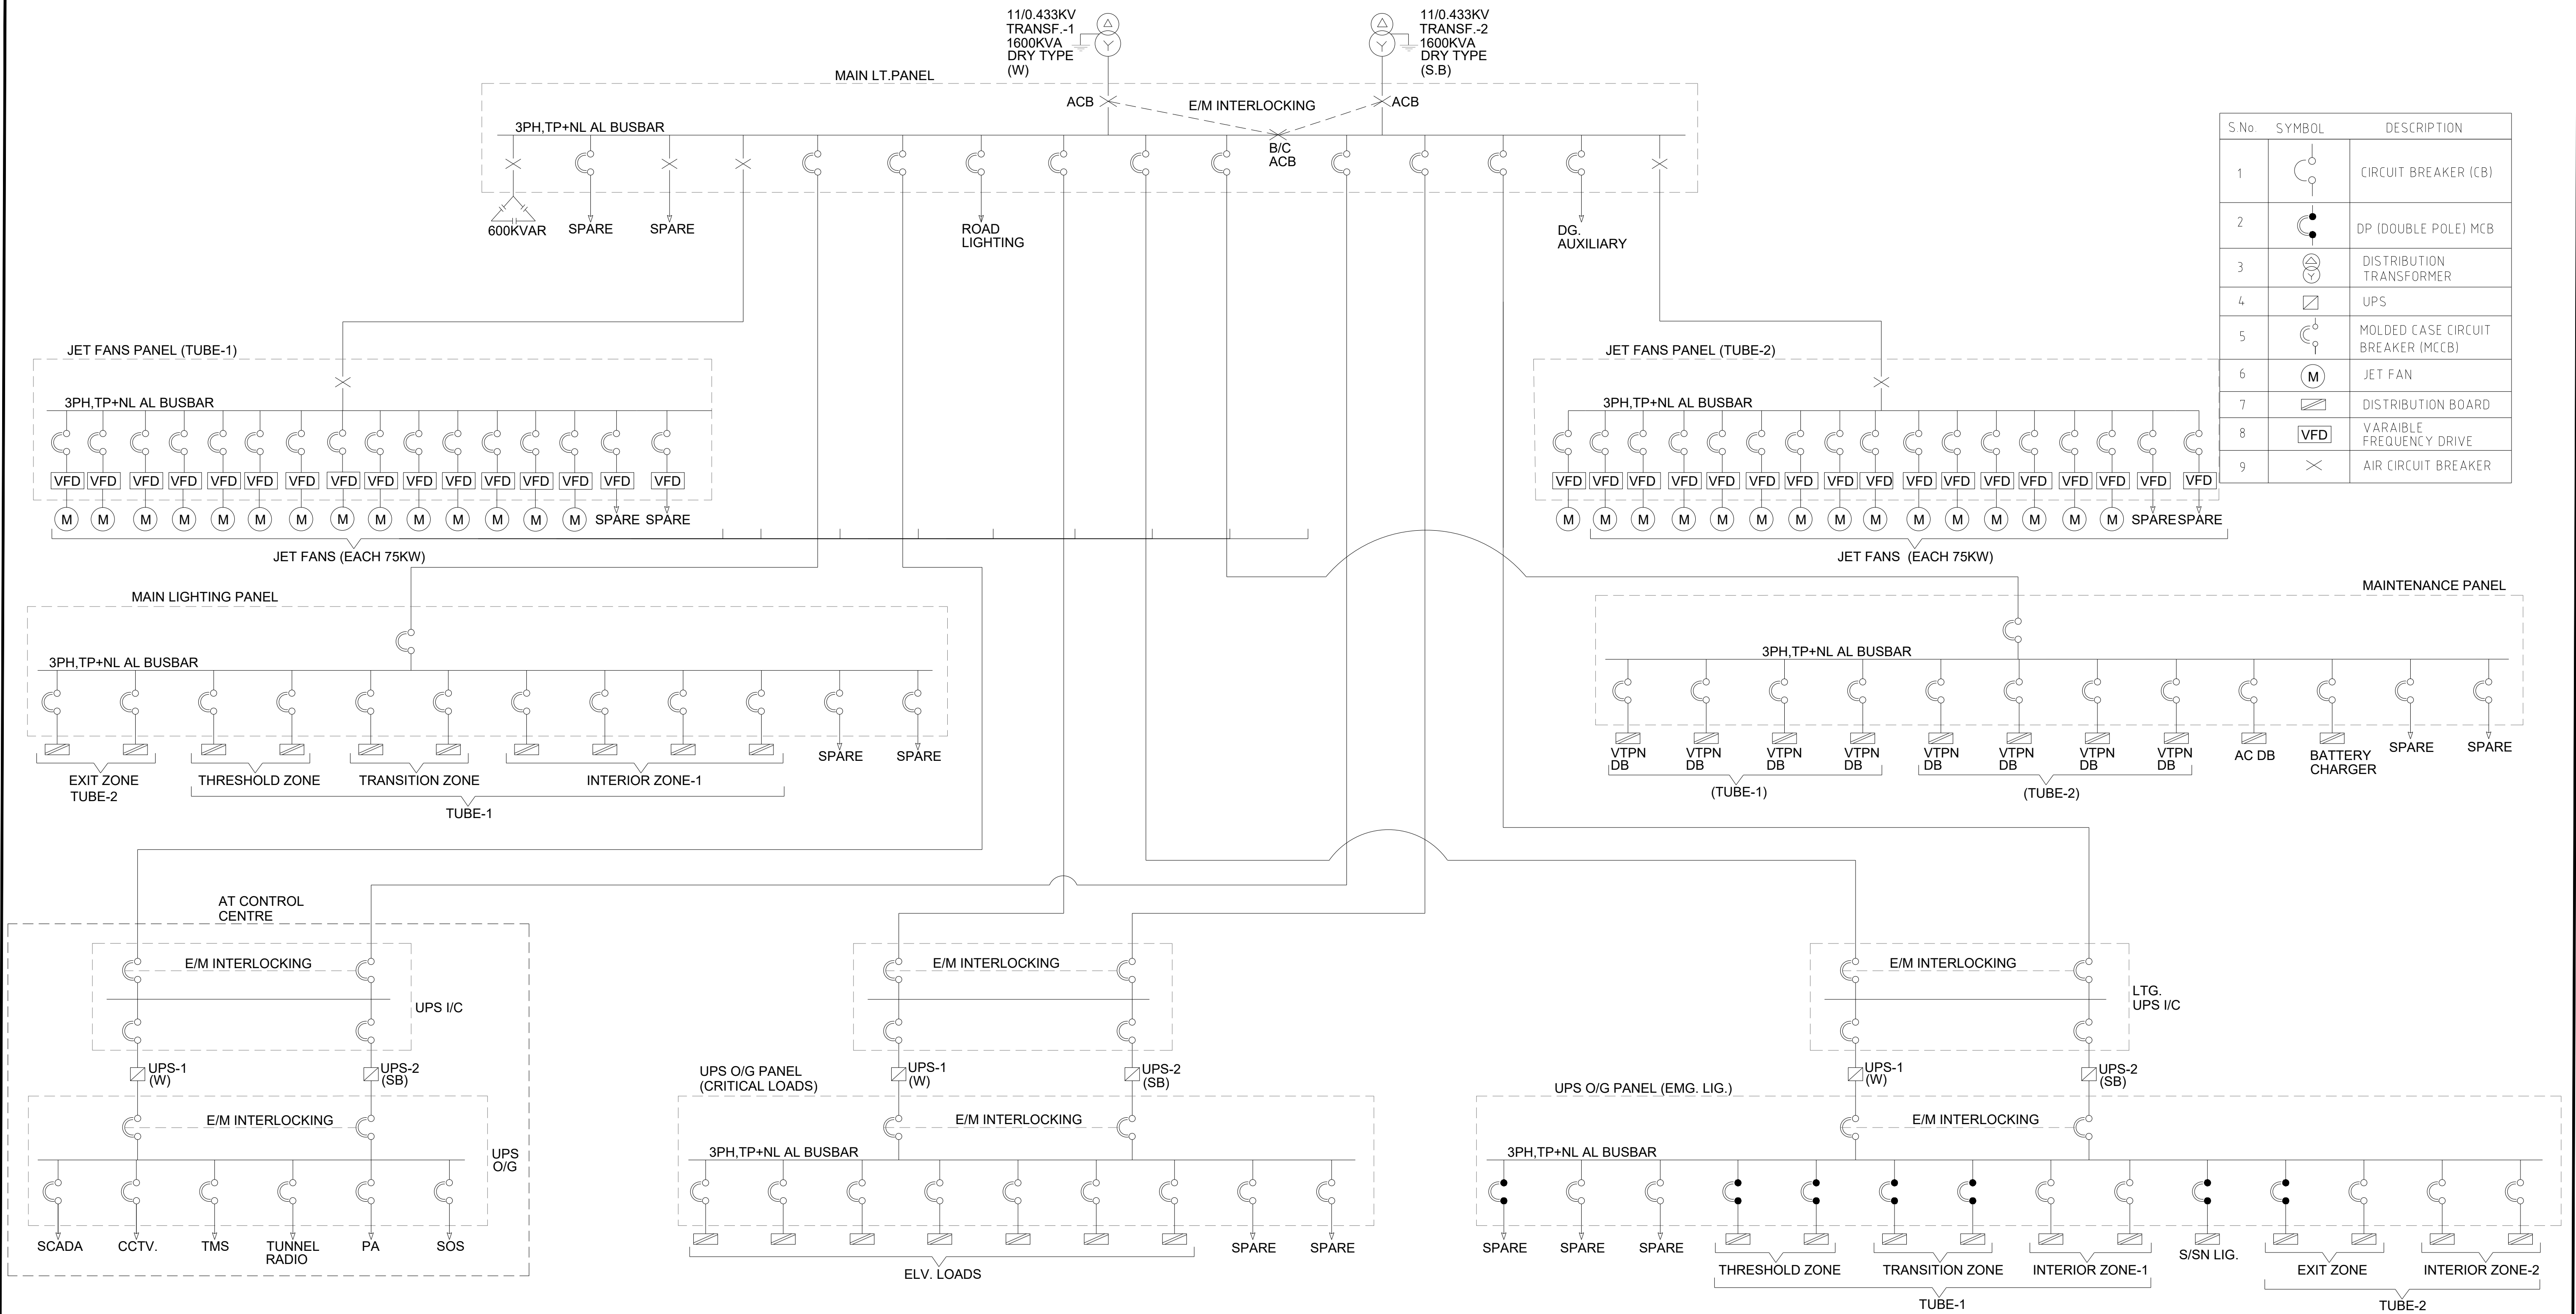 11/0.433KV
TRANSF.-1
1600KVA
DRY TYPE
(W)
11/0.433KV
TRANSF.-2
1600KVA
DRY TYPE
(S.B)
MAIN LT.PANEL
ACB
E/M INTERLOCKING
ACB
3PH,TP+NL AL BUSBAR
B/C
ACB
600KVAR
SPARE
SPARE
ROAD
LIGHTING
DG.
AUXILIARY
S.No.
SYMBOL
DESCRIPTION
1
CIRCUIT BREAKER (CB)
2
DP (DOUBLE POLE) MCB
3
DISTRIBUTION
TRANSFORMER
4
UPS
5
MOLDED CASE CIRCUIT
BREAKER (MCCB)
6
M
JET FAN
7
DISTRIBUTION BOARD
8
VFD
VARAIBLE
FREQUENCY DRIVE
9
AIR CIRCUIT BREAKER
JET FANS PANEL (TUBE-1)
3PH,TP+NL AL BUSBAR
VFD VFD VFD VFD VFD VFD VFD VFD VFD VFD VFD VFD VFD VFD VFD VFD
M M M M M M M M M M M M M M SPARE SPARE
JET FANS (EACH 75KW)
JET FANS PANEL (TUBE-2)
3PH,TP+NL AL BUSBAR
VFD VFD VFD VFD VFD VFD VFD VFD VFD VFD VFD VFD VFD VFD VFD VFD VFD
M M M M M M M M M M M M M M M SPARE SPARE
JET FANS (EACH 75KW)
MAIN LIGHTING PANEL
3PH,TP+NL AL BUSBAR
SPARE
SPARE
EXIT ZONE
TUBE-2
THRESHOLD ZONE
TRANSITION ZONE
INTERIOR ZONE-1
TUBE-1
MAINTENANCE PANEL
3PH,TP+NL AL BUSBAR
VTPN
DB
VTPN
DB
VTPN
DB
VTPN
DB
VTPN
DB
VTPN
DB
VTPN
DB
VTPN
DB
AC DB
BATTERY
CHARGER
SPARE
SPARE
(TUBE-1)
(TUBE-2)
AT CONTROL
CENTRE
E/M INTERLOCKING
UPS I/C
UPS-1
(W)
UPS-2
(SB)
E/M INTERLOCKING
UPS
O/G
SCADA
CCTV.
TMS
TUNNEL
RADIO
PA
SOS
E/M INTERLOCKING
UPS-1
(W)
UPS-2
(SB)
UPS O/G PANEL
(CRITICAL LOADS)
E/M INTERLOCKING
3PH,TP+NL AL BUSBAR
SPARE
SPARE
ELV. LOADS
E/M INTERLOCKING
LTG.
UPS I/C
UPS-1
(W)
UPS-2
(SB)
UPS O/G PANEL (EMG. LIG.)
E/M INTERLOCKING
3PH,TP+NL AL BUSBAR
SPARE
SPARE
SPARE
THRESHOLD ZONE
TRANSITION ZONE
INTERIOR ZONE-1
S/SN LIG.
EXIT ZONE
INTERIOR ZONE-2
TUBE-1
TUBE-2